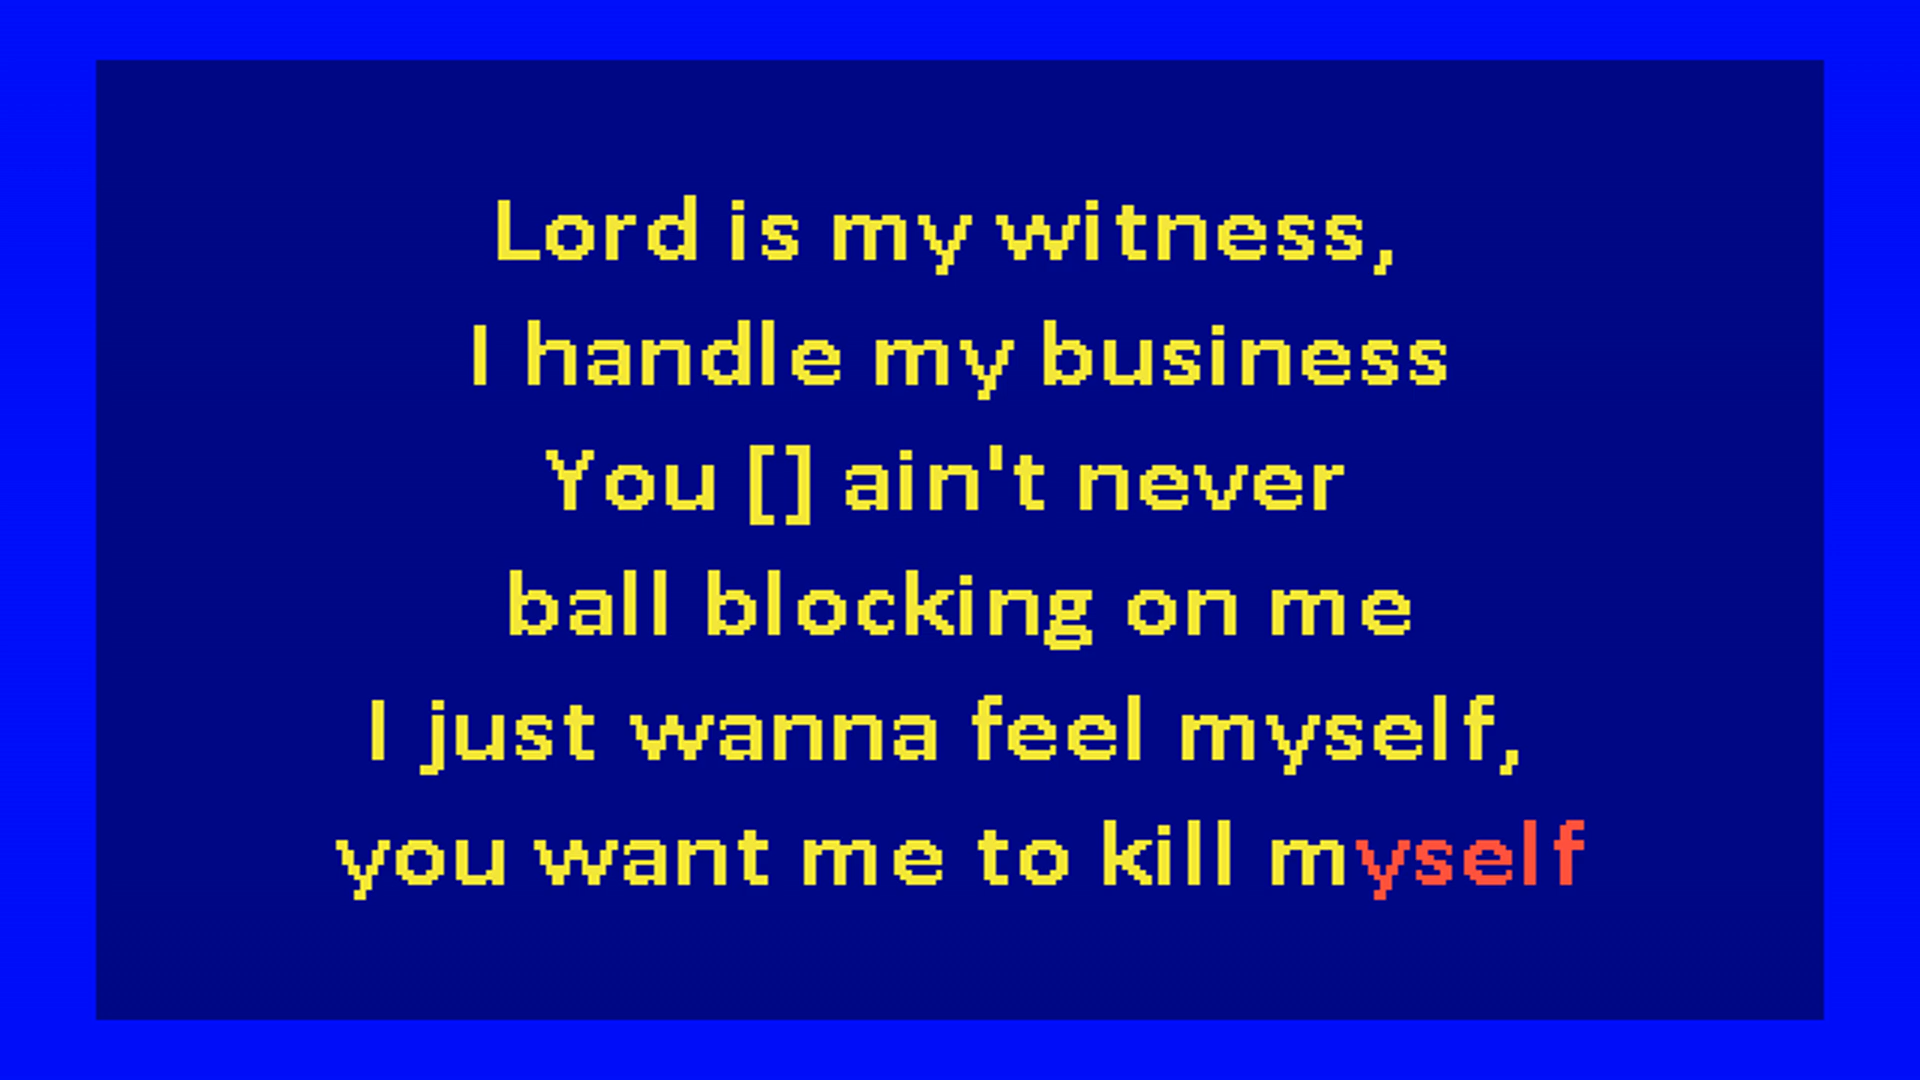 Lord is my witness,
I handle my business
You [] ain't never
ball blocking on me
I just wanna feel myself,
you want me to kill myself